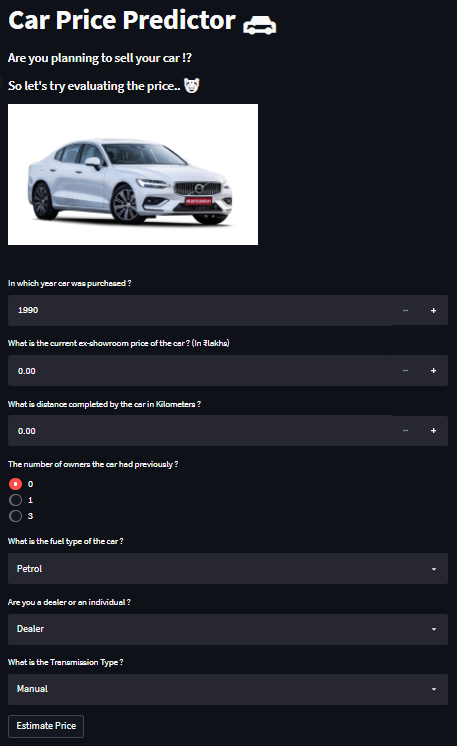 Car Price Predictor
Are you planning to sell your car !?
So let's try evaluating the price..
In which year car was purchased ?
1990
What is the current ex-showroom price of the car ? (In ₹lakhs)
0.00
What is distance completed by the car in Kilometers ?
0.00
The number of owners the car had previously ?
0
1
3
What is the fuel type of the car ?
Petrol
Are you a dealer or an individual ?
Dealer
What is the Transmission Type ?
Manual
Estimate Price